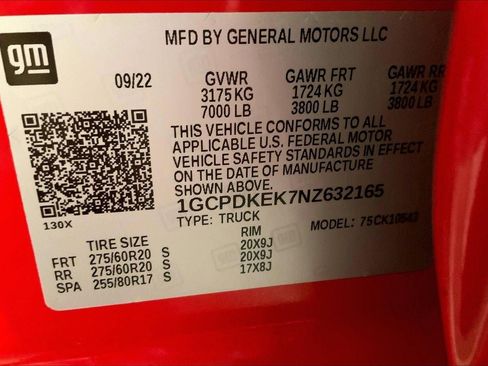 gm
MFD BY GENERAL MOTORS LLC
09/22 GVWR GAWR FRT GAWR RR
3175 KG 1724 KG 1724 KG
7000 LB 3800 LB 3800 LB
THIS VEHICLE CONFORMS TO ALL
APPLICABLE U.S. FEDERAL MOTOR
VEHICLE SAFETY STANDARDS IN EFFECT
ON THE DATE OF MANUFACTURE
1GCPDKEK7NZ632165
130X TYPE: TRUCK MODEL: 75CK10543
TIRE SIZE RIM
FRT 275/60R20 S 20X9J
RR 275/60R20 S 20X9J
SPA 255/80R17 S 17X8J